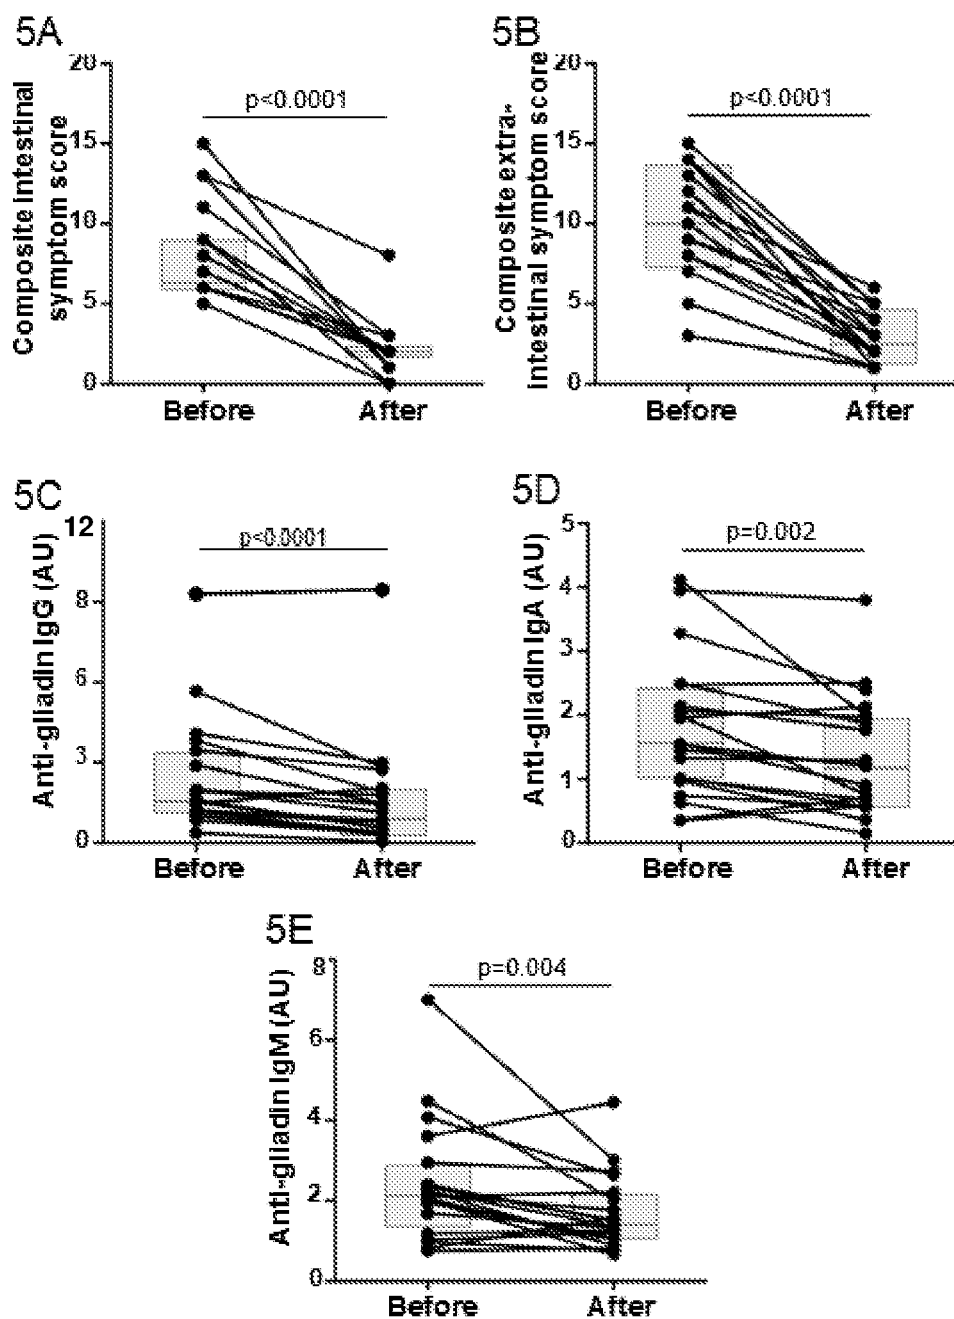 5A
Composite intestinal
symptom score
20
15
10
5
0
p<0.0001
Before After
5B
Composite extra-
intestinal symptom score
20
15
10
5
0
p<0.0001
Before After
5C
Anti-gliadin IgG (AU)
12
8
6
3
0
p<0.0001
Before After
5D
Anti-gliadin IgA (AU)
5
4
3
2
1
0
p=0.002
Before After
5E
Anti-gliadin IgM (AU)
8
6
4
2
0
p=0.004
Before After